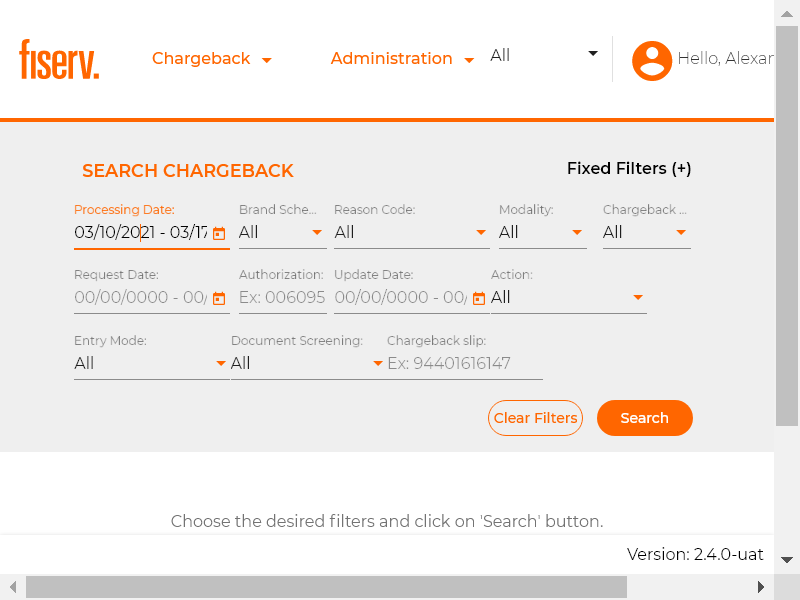 fiserv.
Chargeback
Administration
All
Hello, Alexar
SEARCH CHARGEBACK
Fixed Filters (+)
Processing Date: Brand Sche... Reason Code: Modality: Chargeback ...
03/10/2021 - 03/17 All All All All
Request Date: Authorization: Update Date: Action:
00/00/0000 - 00/ Ex: 006095 00/00/0000 - 00/ All
Entry Mode: Document Screening: Chargeback slip:
All All Ex: 94401616147
Clear Filters Search
Choose the desired filters and click on 'Search' button.
Version: 2.4.0-uat